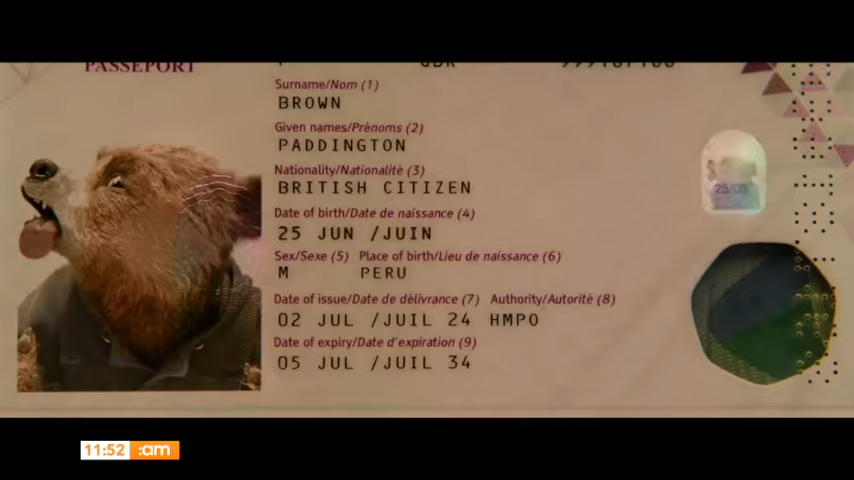 PASSEPORT
GBR
Surname/Nom (1)
BROWN
Given names/Prénoms (2)
PADDINGTON
Nationality/Nationalité (3)
BRITISH CITIZEN
Date of birth/Date de naissance (4)
25 JUN /JUIN
Sex/Sexe (5) Place of birth/Lieu de naissance (6)
M PERU
Date of issue/Date de délivrance (7) Authority/Autorité (8)
02 JUL /JUIL 24 HMPO
Date of expiry/Date d'expiration (9)
05 JUL /JUIL 34
11:52 :am